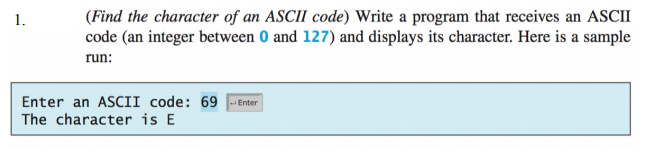 1. (Find the character of an ASCII code) Write a program that receives an ASCII
code (an integer between 0 and 127) and displays its character. Here is a sample
run:
Enter an ASCII code: 69 ↵Enter
The character is E